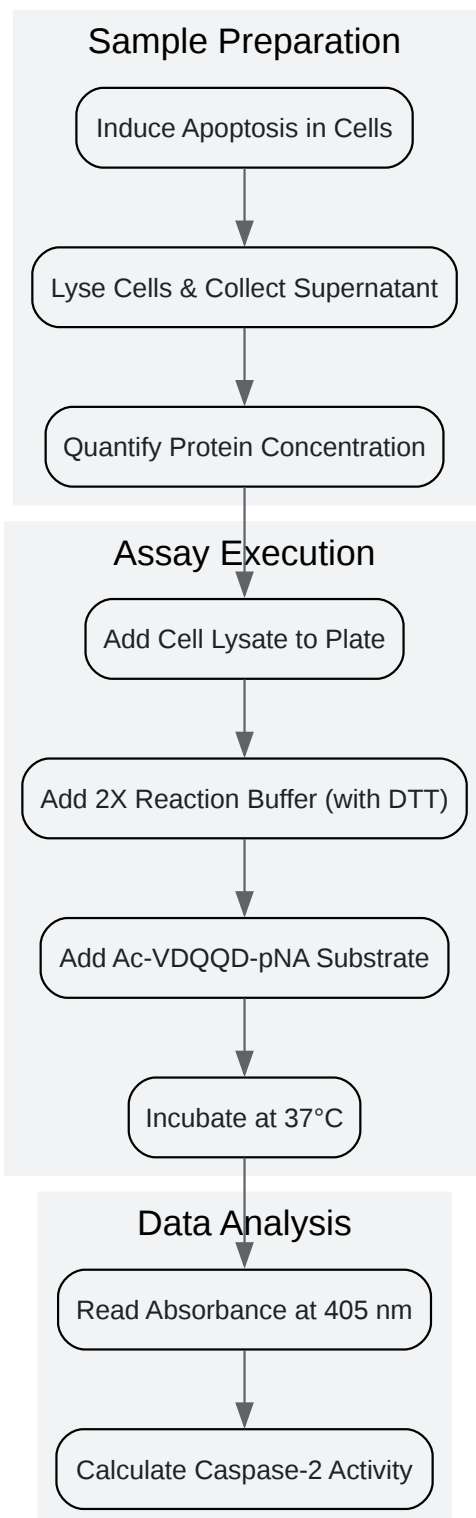 Sample Preparation
Induce Apoptosis in Cells
Lyse Cells & Collect Supernatant
Quantify Protein Concentration
Assay Execution
Add Cell Lysate to Plate
Add 2X Reaction Buffer (with DTT)
Add Ac-VDQQD-pNA Substrate
Incubate at 37°C
Data Analysis
Read Absorbance at 405 nm
Calculate Caspase-2 Activity